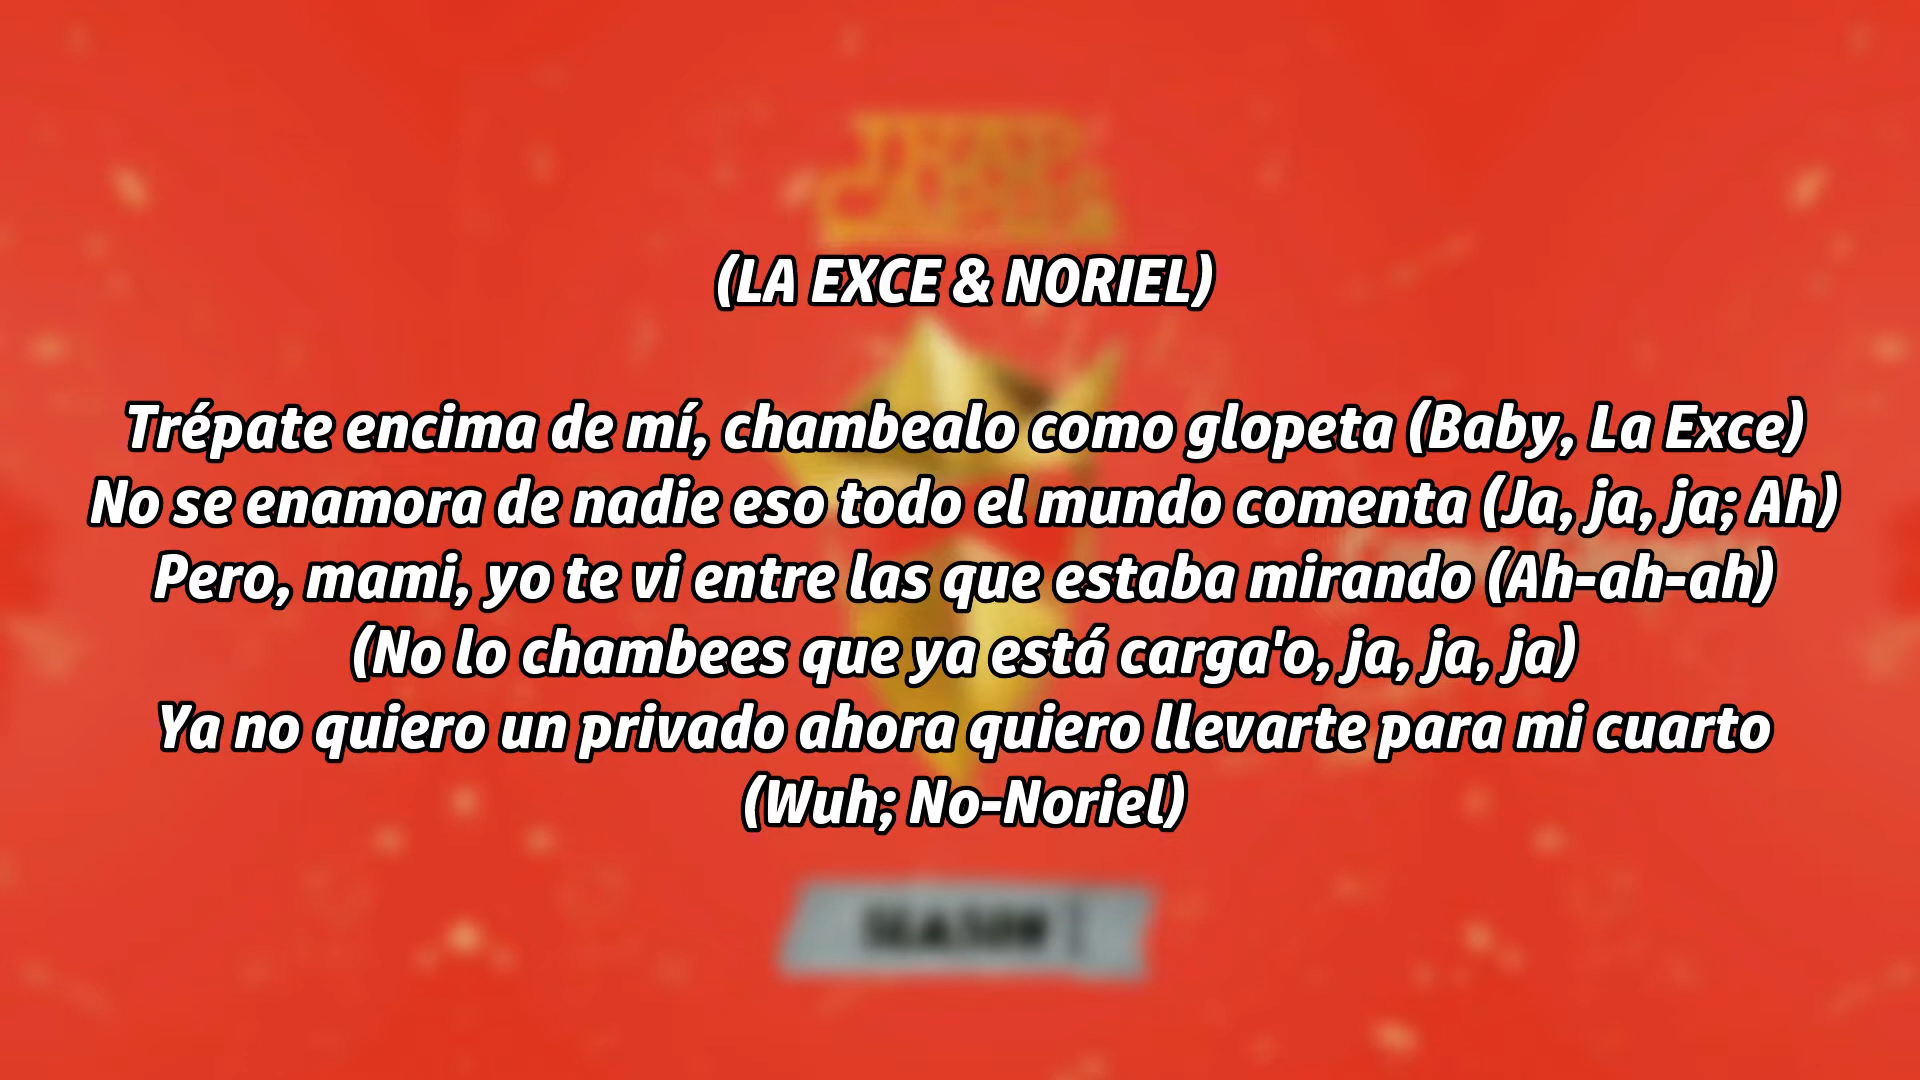 TRAP
CAPOS
(LA EXCE & NORIEL)
Trépate encima de mí, chambealo como glopeta (Baby, La Exce)
No se enamora de nadie eso todo el mundo comenta (Ja, ja, ja; Ah)
Pero, mami, yo te vi entre las que estaba mirando (Ah-ah-ah)
(No lo chambees que ya está carga'o, ja, ja, ja)
Ya no quiero un privado ahora quiero llevarte para mi cuarto
(Wuh; No-Noriel)
SEASON